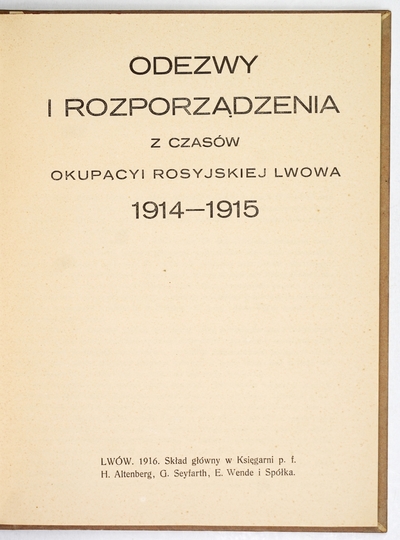 ODEZWY
I ROZPORZĄDZENIA
Z CZASÓW
OKUPACYI ROSYJSKIEJ LWOWA
1914—1915
LWÓW. 1916. Skład główny w Księgarni p. f.
H. Altenberg, G. Seyfarth, E. Wende i Spółka.